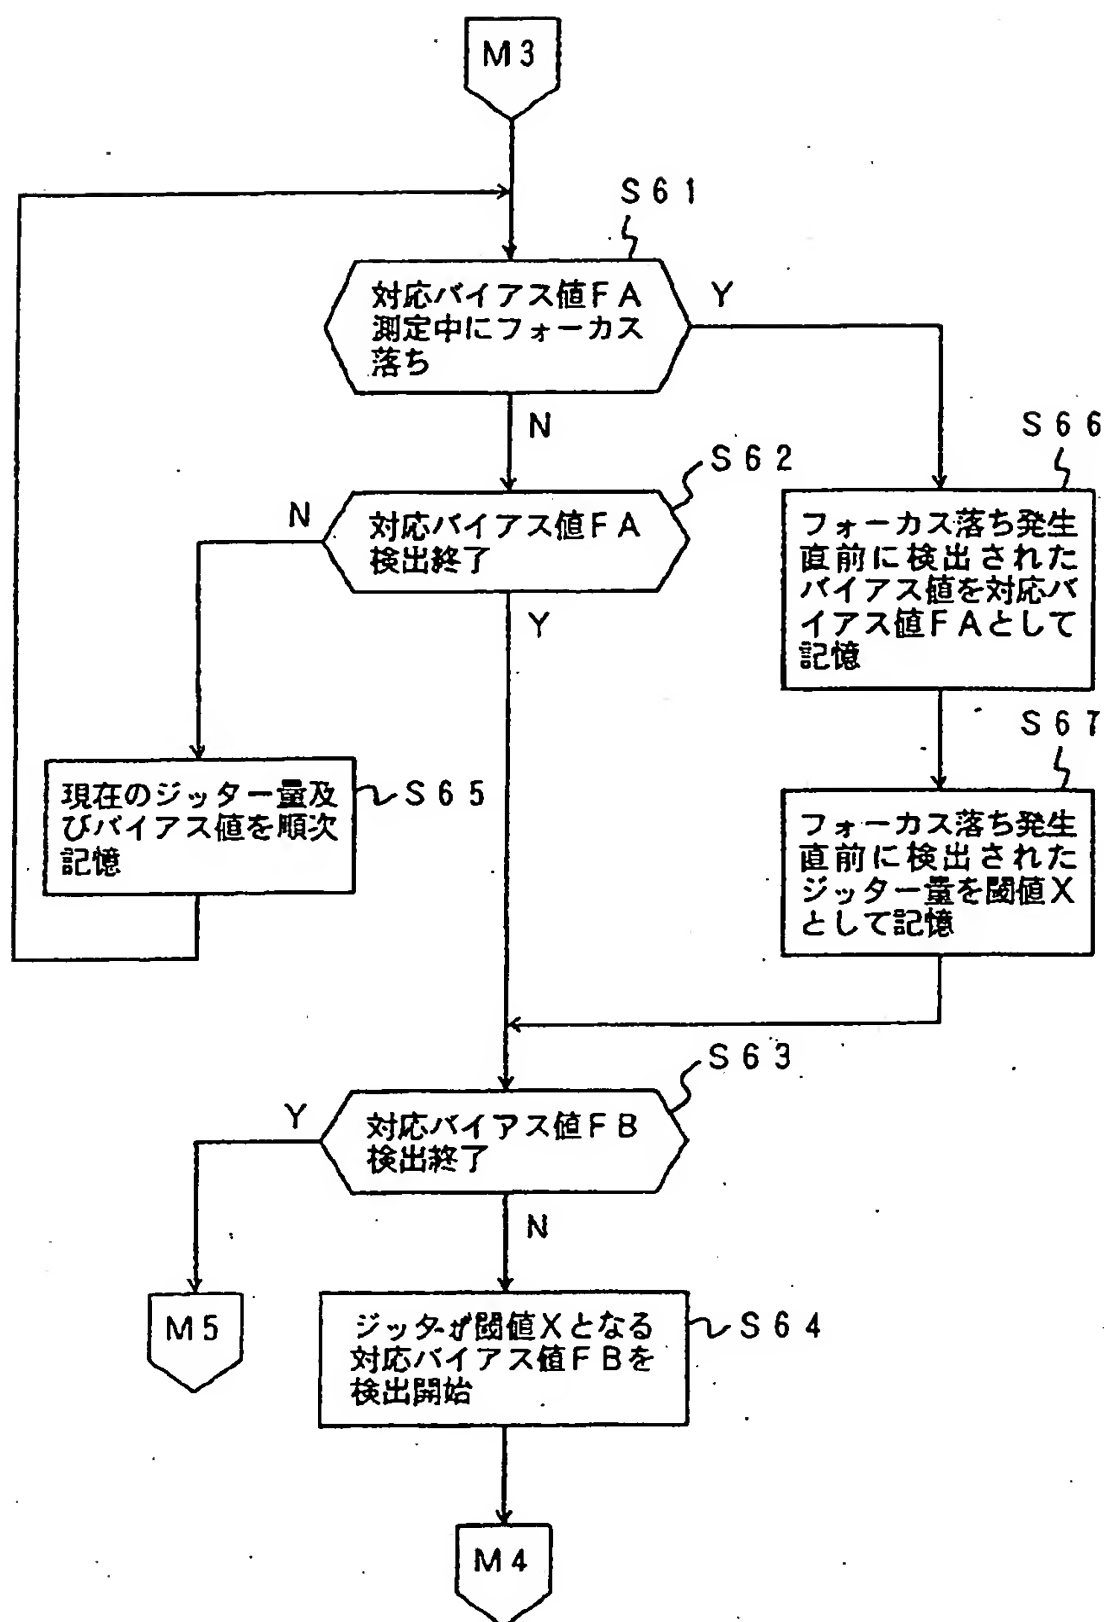 M3
S61
対応バイアス値FA
測定中にフォーカス
落ち
Y
N
S62
対応バイアス値FA
検出終了
N
Y
S66
フォーカス落ち発生
直前に検出された
バイアス値を対応バ
イアス値FAとして
記憶
S67
フォーカス落ち発生
直前に検出された
ジッター量を閾値X
として記憶
現在のジッター量及
びバイアス値を順次
記憶
S65
S63
対応バイアス値FB
検出終了
Y
N
M5
ジッターが閾値Xとなる
対応バイアス値FBを
検出開始
S64
M4